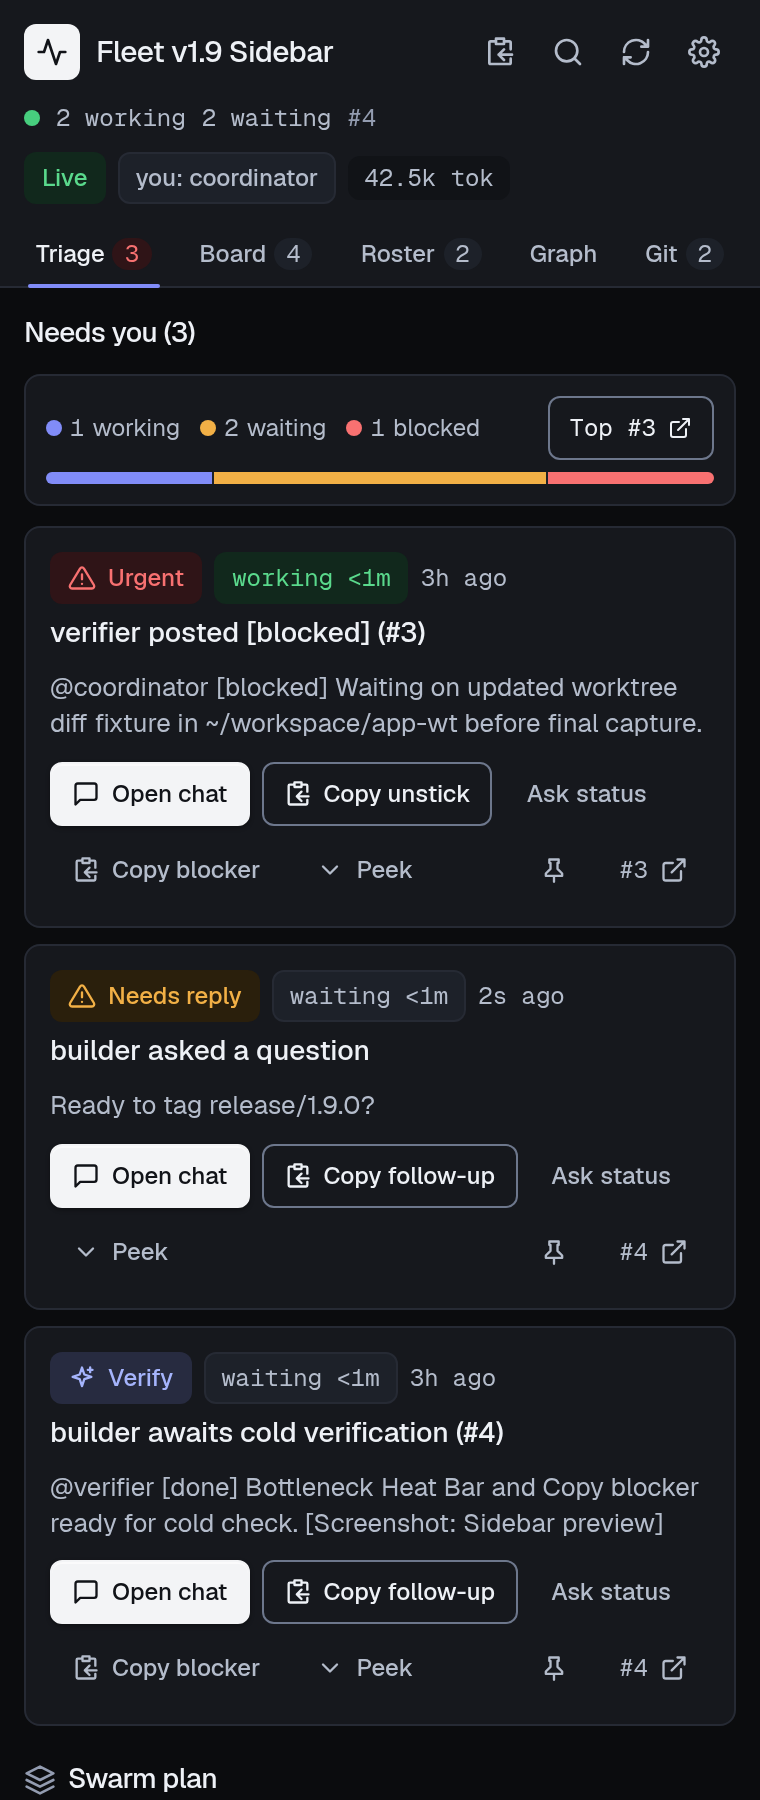 Fleet v1.9 Sidebar
2 working 2 waiting #4
Live you: coordinator 42.5k tok
Triage 3 Board 4 Roster 2 Graph Git 2
Needs you (3)
1 working 2 waiting 1 blocked Top #3
Urgent working <1m 3h ago
verifier posted [blocked] (#3)
@coordinator [blocked] Waiting on updated worktree
diff fixture in ~/workspace/app-wt before final capture.
Open chat Copy unstick Ask status
Copy blocker Peek #3
Needs reply waiting <1m 2s ago
builder asked a question
Ready to tag release/1.9.0?
Open chat Copy follow-up Ask status
Peek #4
Verify waiting <1m 3h ago
builder awaits cold verification (#4)
@verifier [done] Bottleneck Heat Bar and Copy blocker
ready for cold check. [Screenshot: Sidebar preview]
Open chat Copy follow-up Ask status
Copy blocker Peek #4
Swarm plan